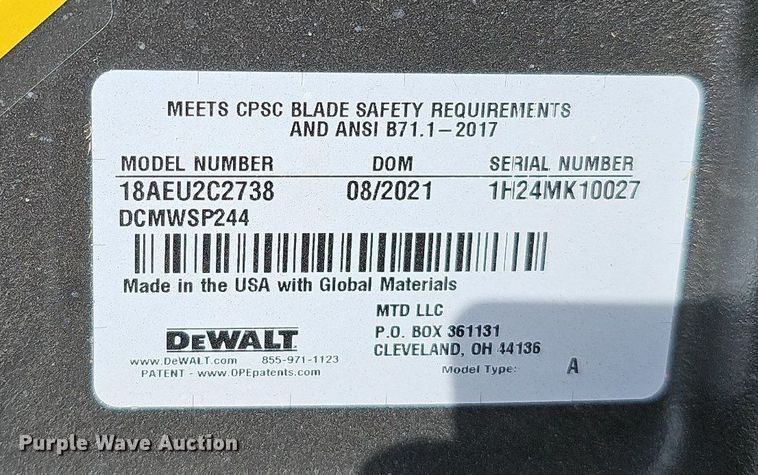 MEETS CPSC BLADE SAFETY REQUIREMENTS
AND ANSI B71.1-2017
MODEL NUMBER DOM SERIAL NUMBER
18AEU2C2738 08/2021 1H24MK10027
DCMWSP244
Made in the USA with Global Materials
MTD LLC
P.O. BOX 361131
CLEVELAND, OH 44136
DEWALT
www.DeWALT.com 855-971-1123
PATENT - www.OPEpatents.com
Model Type: A
Purple Wave Auction